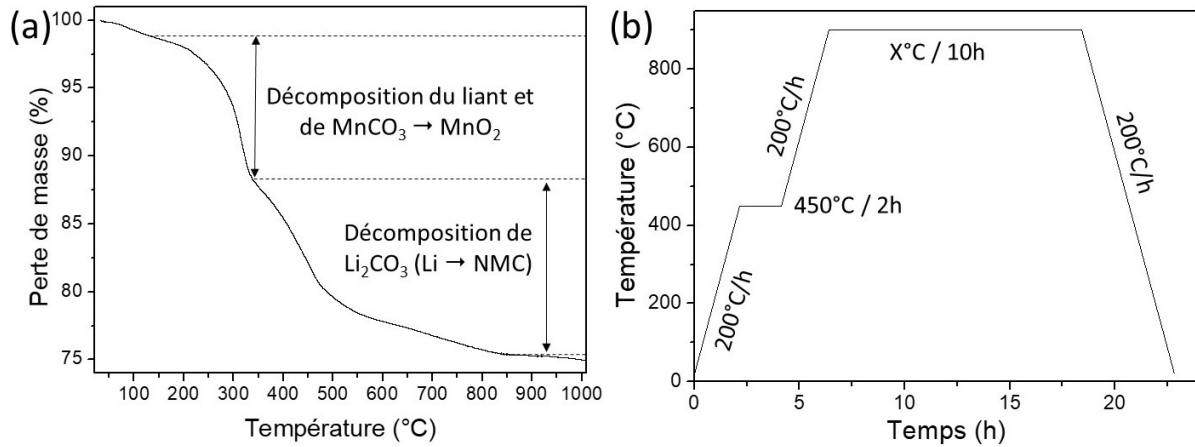 (a)
100
95
90
85
80
75
Perte de masse (%)
Décomposition du liant et
de MnCO₃ → MnO₂
Décomposition de
Li₂CO₃ (Li → NMC)
100 200 300 400 500 600 700 800 900 1000
Température (°C)
(b)
800
600
400
200
0
Température (°C)
X°C / 10h
200°C/h
200°C/h
450°C / 2h
200°C/h
0 5 10 15 20
Temps (h)